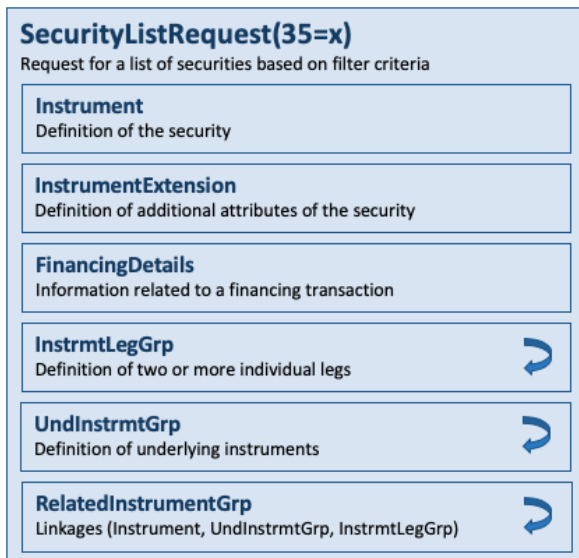 SecurityListRequest(35=x)
Request for a list of securities based on filter criteria
Instrument
Definition of the security
InstrumentExtension
Definition of additional attributes of the security
FinancingDetails
Information related to a financing transaction
InstrmtLegGrp
Definition of two or more individual legs
UndInstrmtGrp
Definition of underlying instruments
RelatedInstrumentGrp
Linkages (Instrument, UndInstrmtGrp, InstrmtLegGrp)